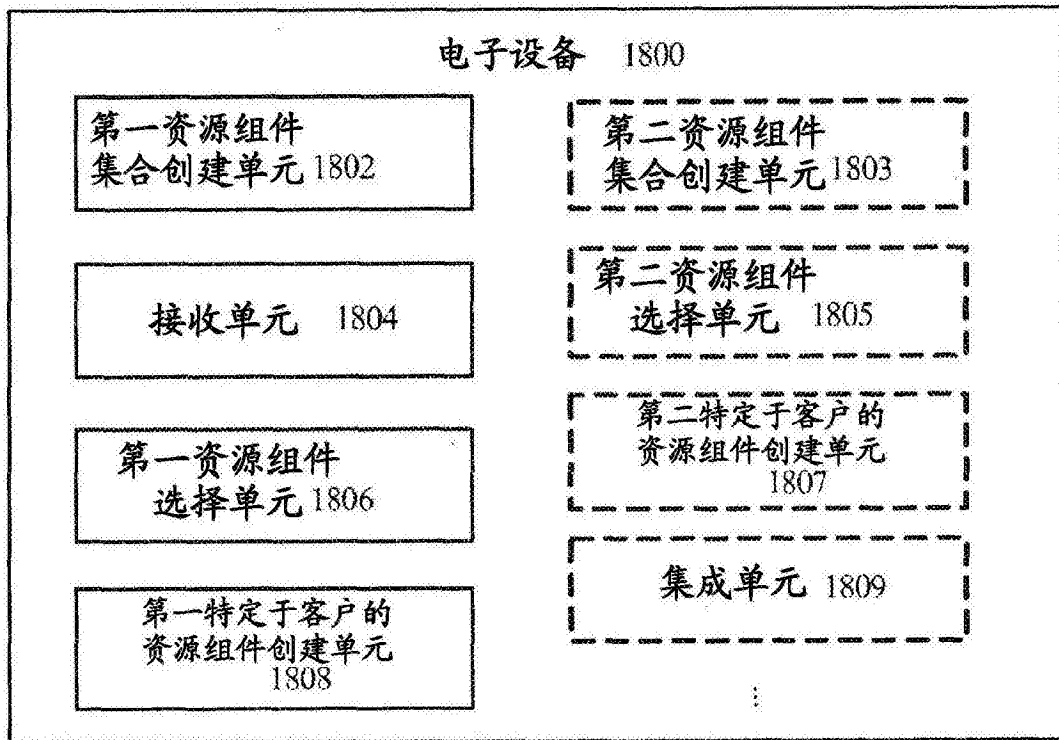 电子设备 1800
第一资源组件
集合创建单元 1802
接收单元 1804
第一资源组件
选择单元 1806
第一特定于客户的
资源组件创建单元
1808
第二资源组件
集合创建单元 1803
第二资源组件
选择单元 1805
第二特定于客户的
资源组件创建单元
1807
集成单元 1809
⋮